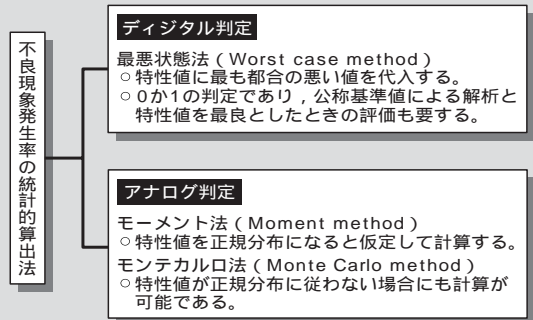 不良現象発生率の統計的算出法
ディジタル判定
最悪状態法（Worst case method）
○特性値に最も都合の悪い値を代入する。
○0か1の判定であり，公称基準値による解析と
特性値を最良としたときの評価も要する。
アナログ判定
モーメント法（Moment method）
○特性値を正規分布になると仮定して計算する。
モンテカルロ法（Monte Carlo method）
○特性値が正規分布に従わない場合にも計算が
可能である。